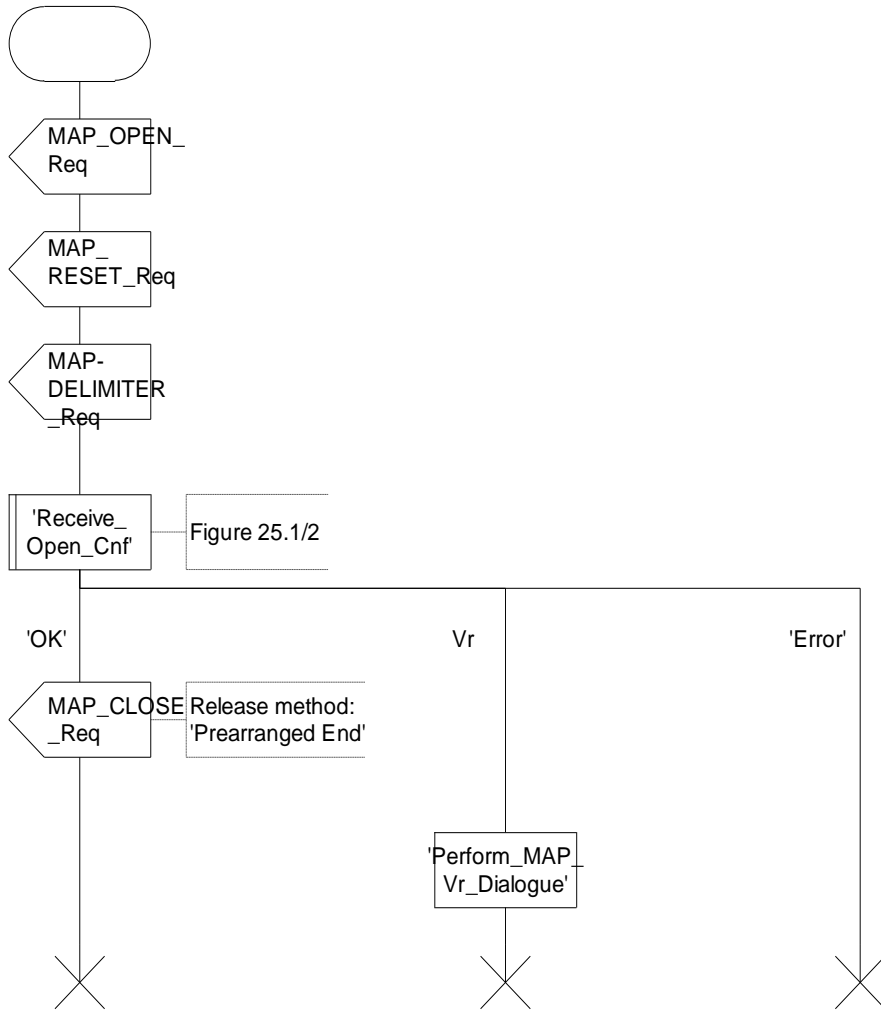 MAP_OPEN_
Req
MAP_
RESET_Req
MAP-
DELIMITER
_Req
'Receive_
Open_Cnf'
Figure 25.1/2
'OK'
Vr
'Error'
MAP_CLOSE
_Req
Release method:
'Prearranged End'
'Perform_MAP_
Vr_Dialogue'